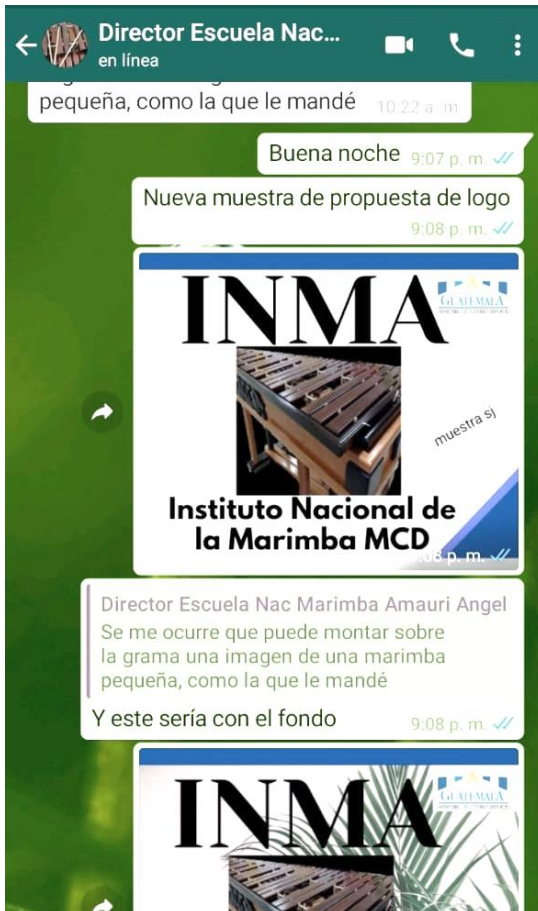 Director Escuela Nac...
en línea
pequeña, como la que le mandé 10:22 a. m.
Buena noche 9:07 p. m.
Nueva muestra de propuesta de logo
9:08 p. m.
INMA
GUATEMALA
muestra sj
Instituto Nacional de
la Marimba MCD
9:08 p. m.
Director Escuela Nac Marimba Amauri Angel
Se me ocurre que puede montar sobre
la grama una imagen de una marimba
pequeña, como la que le mandé
Y este sería con el fondo 9:08 p. m.
INMA
GUATEMALA